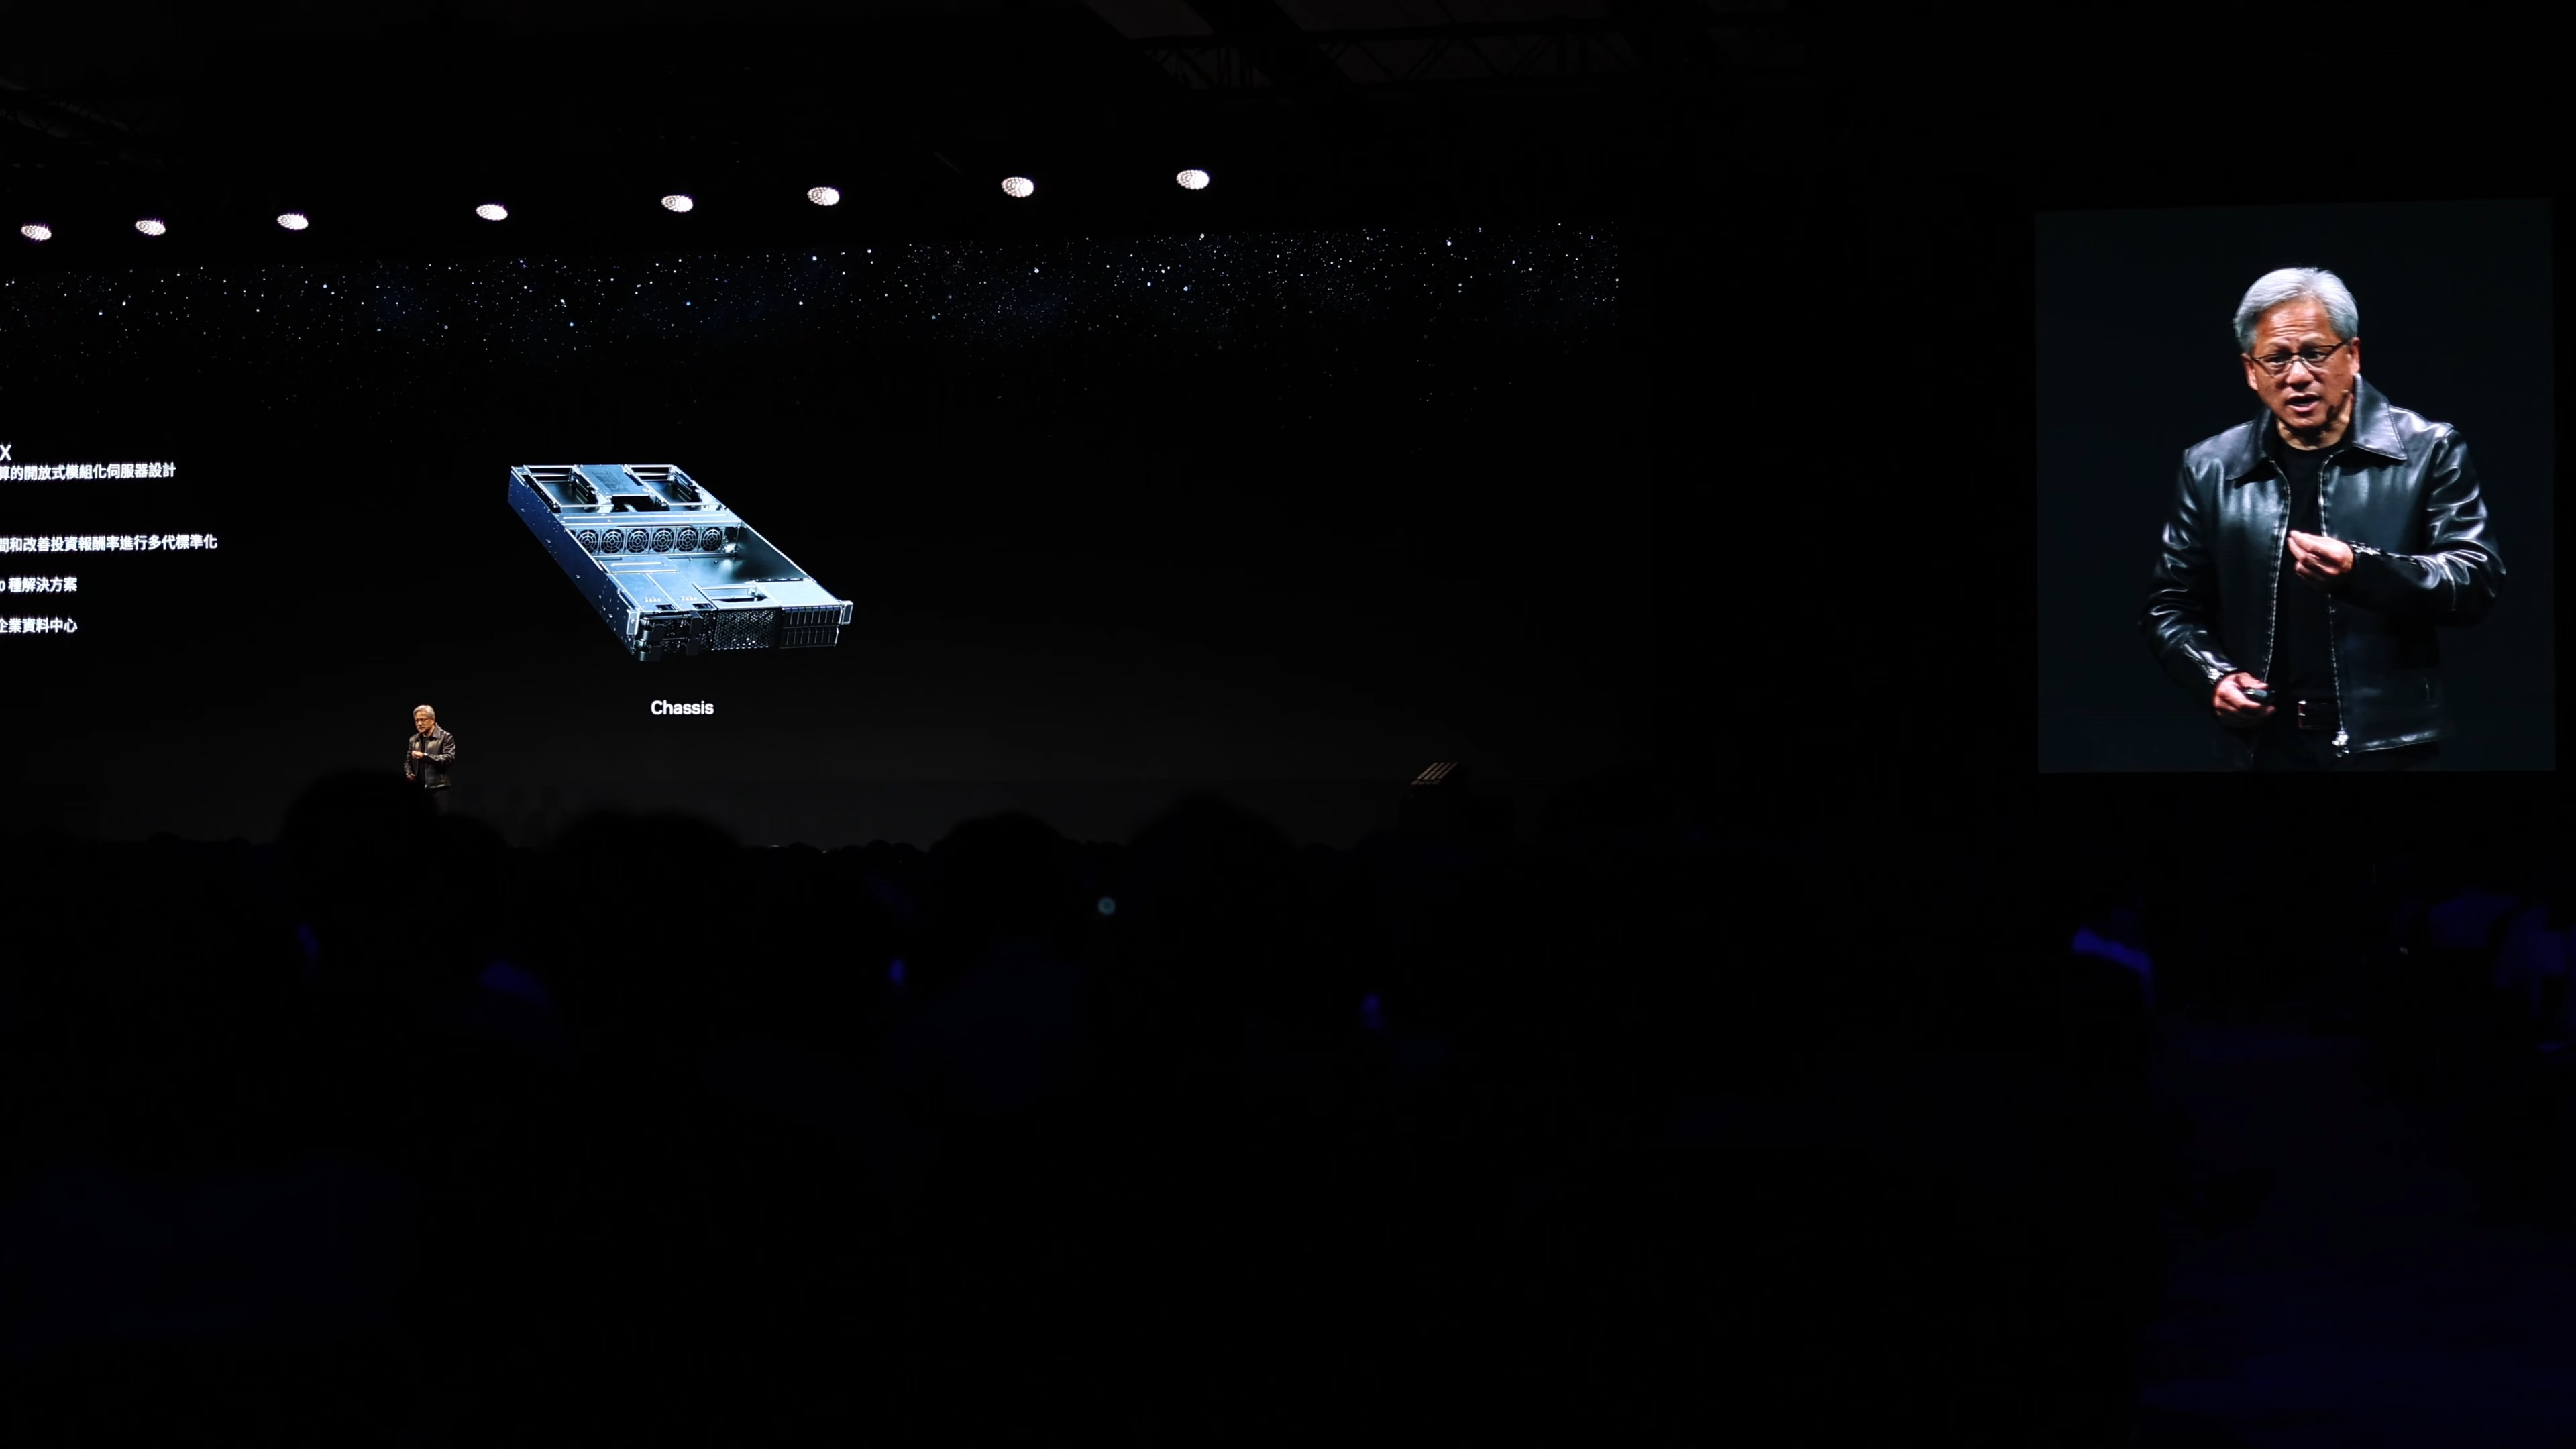 X
算的開放式模組化伺服器設計
間和改善投資報酬率進行多代標準化
0 種解決方案
企業資料中心
Chassis